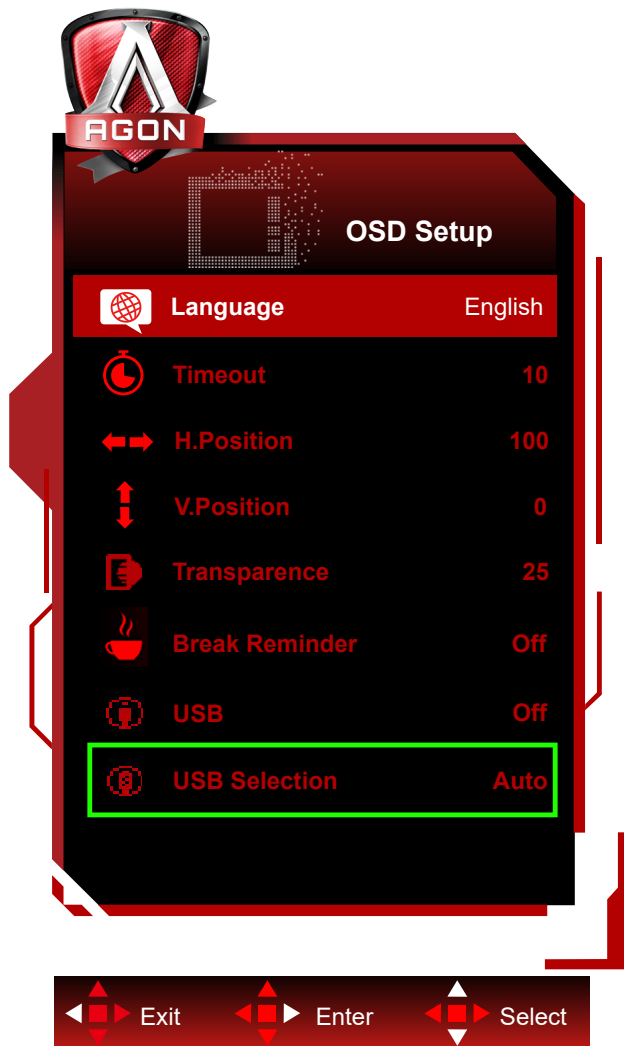 AGON
OSD Setup
Language English
Timeout 10
H.Position 100
V.Position 0
Transparence 25
Break Reminder Off
USB Off
USB Selection Auto
Exit Enter Select